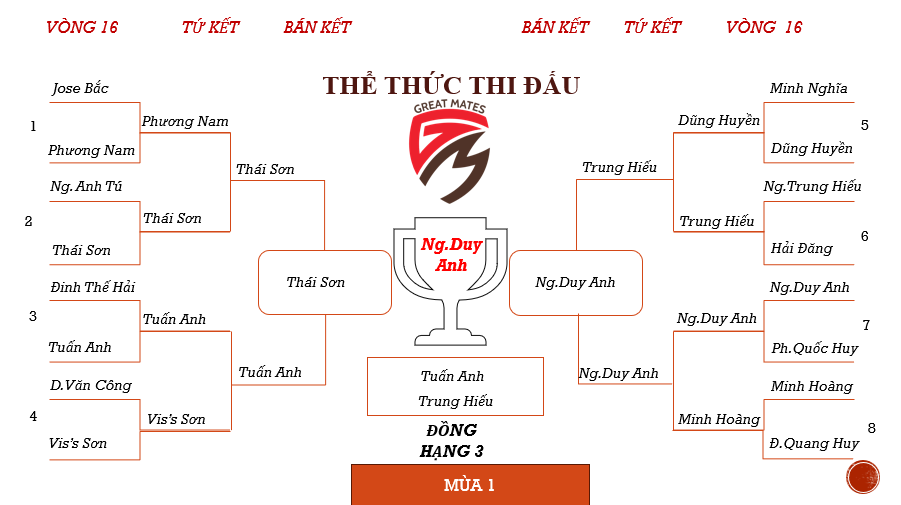 VÒNG 16
TỨ KẾT
BÁN KẾT
BÁN KẾT
TỨ KẾT
VÒNG 16
THỂ THỨC THI ĐẤU
GREAT MATES
Jose Bắc
1
Phương Nam
Phương Nam
Ng. Anh Tú
2
Thái Sơn
Thái Sơn
Thái Sơn
Đinh Thế Hải
3
Tuấn Anh
Tuấn Anh
D.Văn Công
4
Vis's Sơn
Vis's Sơn
Tuấn Anh
Thái Sơn
Ng.Duy
Anh
Ng.Duy Anh
Tuấn Anh
Trung Hiếu
ĐỒNG
HẠNG 3
MÙA 1
Trung Hiếu
Ng.Duy Anh
Dũng Huyền
Trung Hiếu
Ng.Duy Anh
Minh Hoàng
Minh Nghĩa
5
Dũng Huyền
Ng.Trung Hiếu
6
Hải Đăng
Ng.Duy Anh
7
Ph.Quốc Huy
Minh Hoàng
8
Đ.Quang Huy